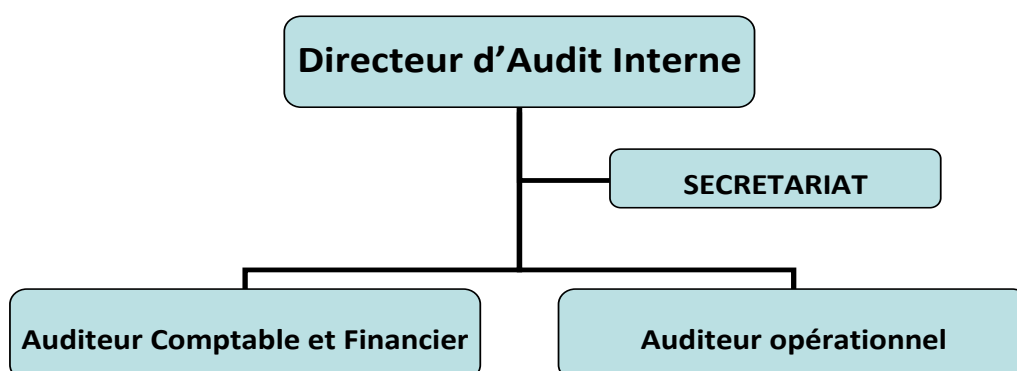 Directeur d’Audit Interne
SECRETARIAT
Auditeur Comptable et Financier
Auditeur opérationnel